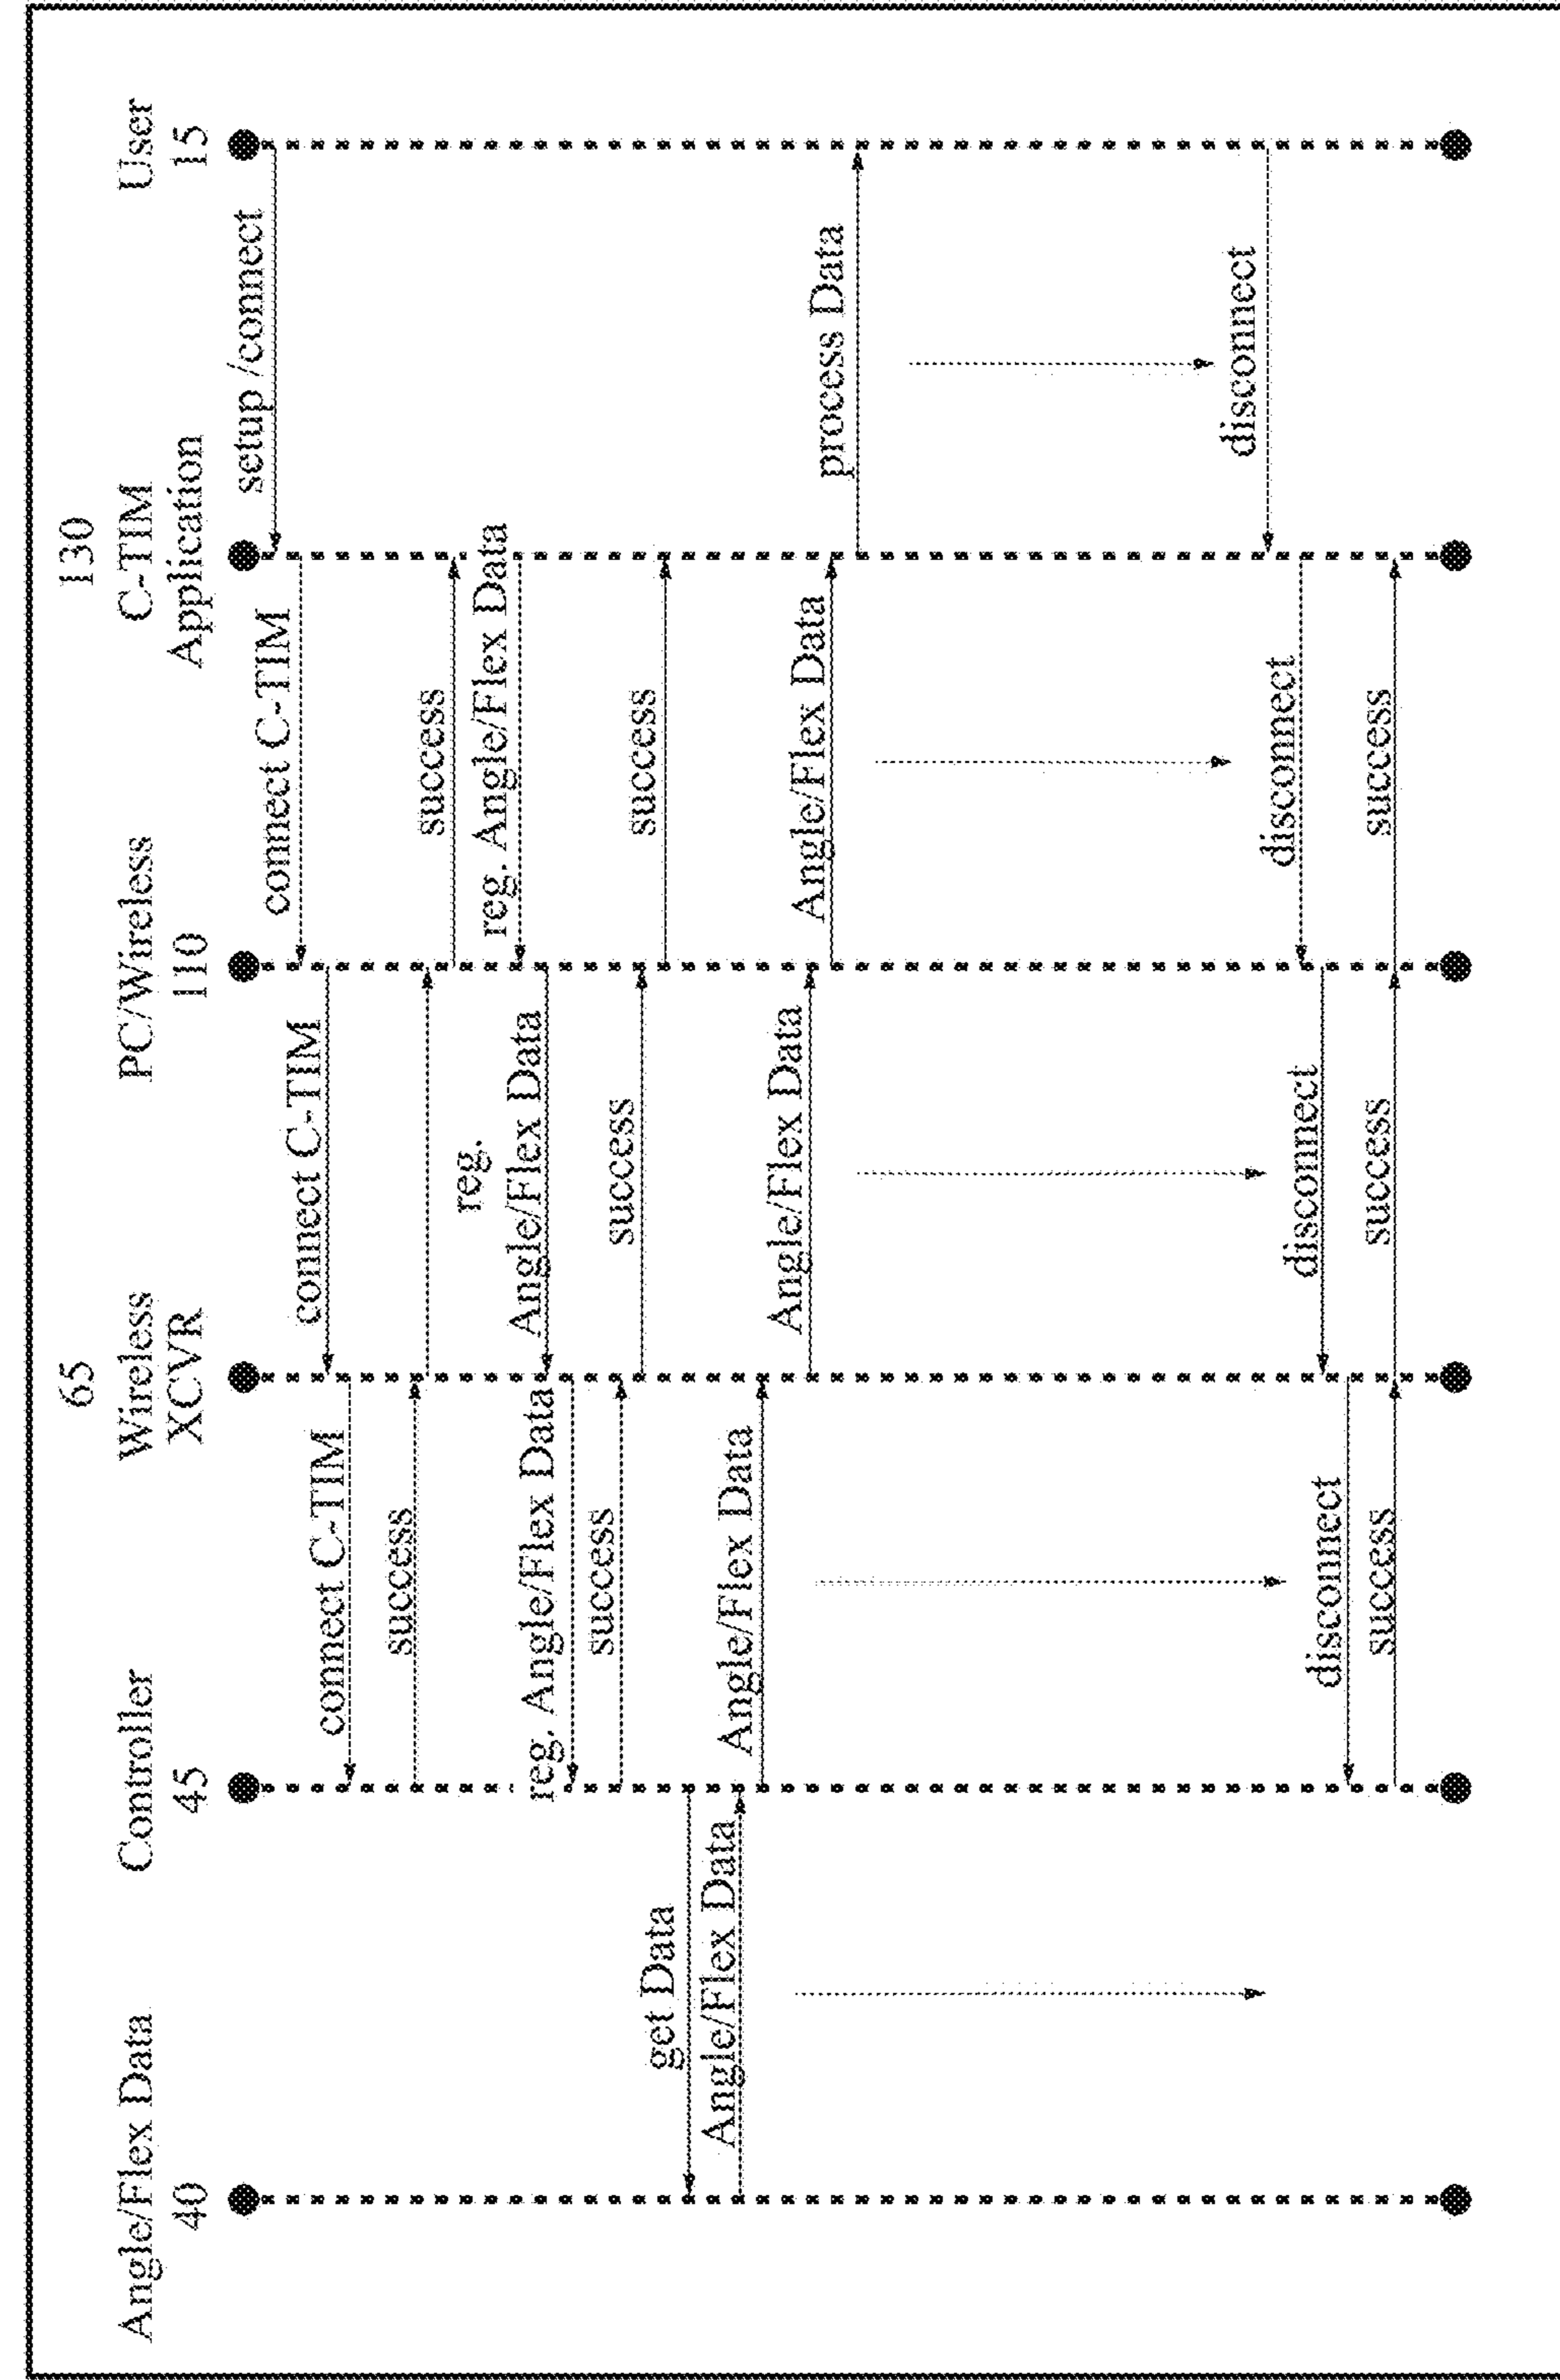 Angle/Flex Data
40
Controller
45
65
Wireless
XCVR
PC/Wireless
110
130
C-TIM
Application
User
15
setup /connect
connect C-TIM
connect C-TIM
connect C-TIM
success
success
reg. Angle/Flex Data
reg.
Angle/Flex Data
reg. Angle/Flex Data
success
success
success
get Data
Angle/Flex Data
Angle/Flex Data
Angle/Flex Data
Angle/Flex Data
process Data
disconnect
disconnect
disconnect
disconnect
success
success
success